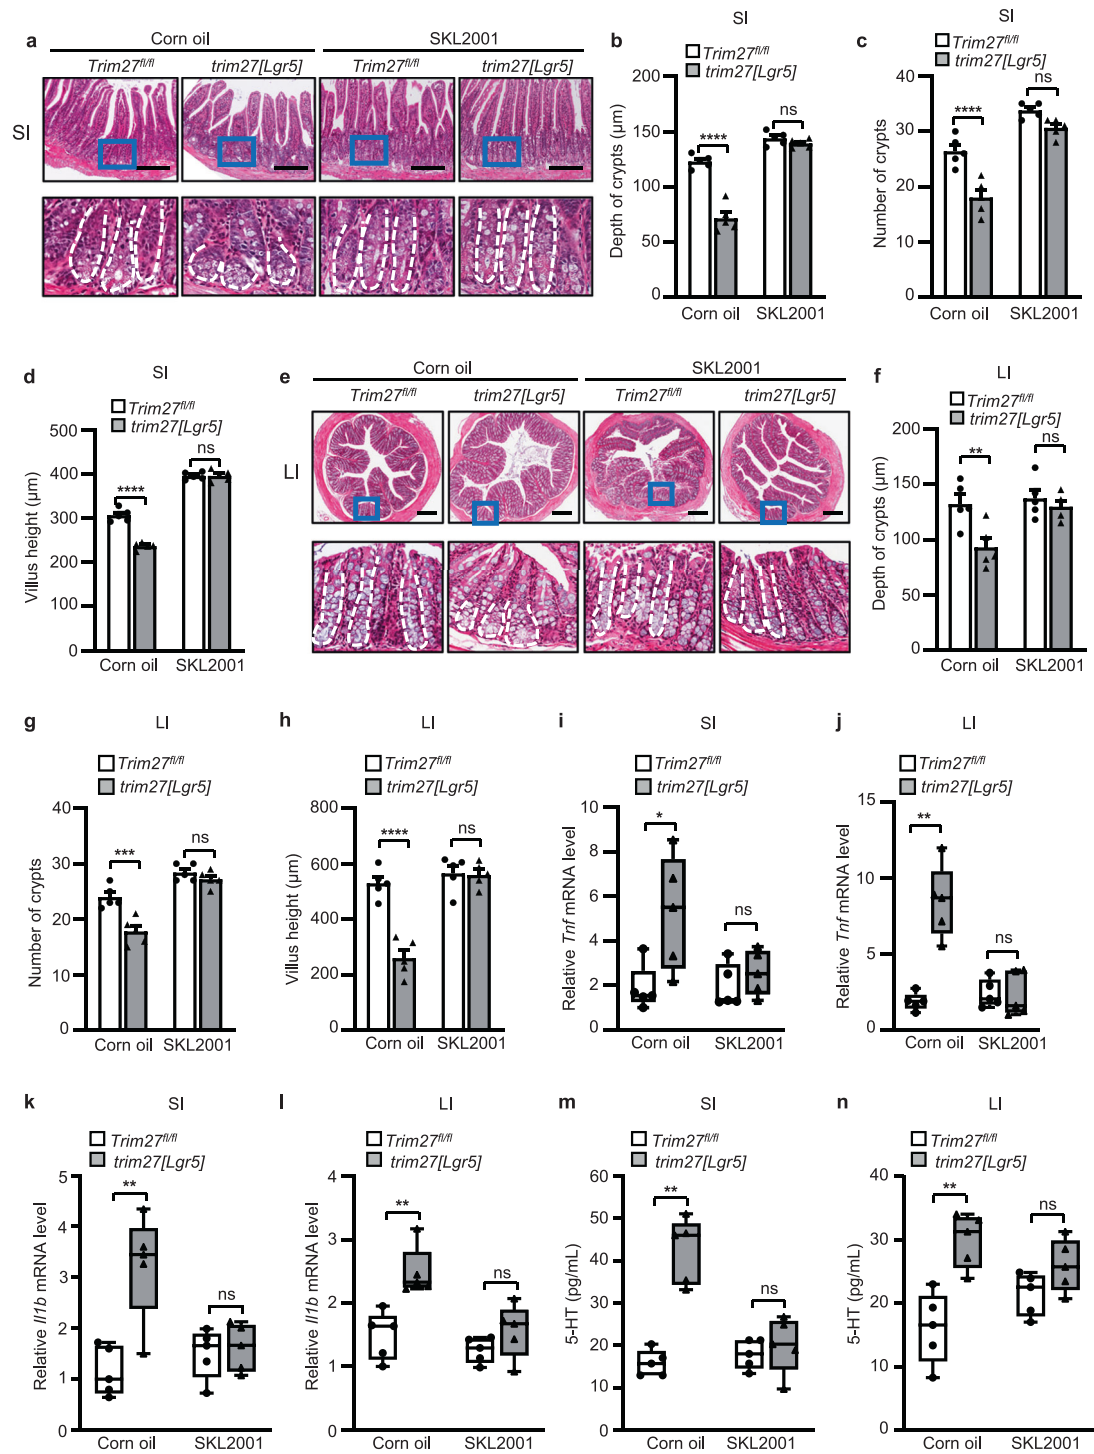 a
Corn oil
SKL2001
Trim27fl/fl
trim27[Lgr5]
Trim27fl/fl
trim27[Lgr5]
SI
b
SI
Trim27fl/fl
trim27[Lgr5]
Depth of crypts (μm)
200
150
100
50
0
****
ns
Corn oil
SKL2001
c
SI
Trim27fl/fl
trim27[Lgr5]
Number of crypts
40
30
20
10
0
****
ns
Corn oil
SKL2001
d
SI
Trim27fl/fl
trim27[Lgr5]
Villus height (μm)
500
400
300
200
100
0
****
ns
Corn oil
SKL2001
e
Corn oil
SKL2001
Trim27fl/fl
trim27[Lgr5]
Trim27fl/fl
trim27[Lgr5]
LI
f
LI
Trim27fl/fl
trim27[Lgr5]
Depth of crypts (μm)
200
150
100
50
0
**
ns
Corn oil
SKL2001
g
LI
Trim27fl/fl
trim27[Lgr5]
Number of crypts
40
30
20
10
0
***
ns
Corn oil
SKL2001
h
LI
Trim27fl/fl
trim27[Lgr5]
Villus height (μm)
800
600
400
200
0
****
ns
Corn oil
SKL2001
i
SI
Trim27fl/fl
trim27[Lgr5]
Relative Tnf mRNA level
10
8
6
4
2
0
*
ns
Corn oil
SKL2001
j
LI
Trim27fl/fl
trim27[Lgr5]
Relative Tnf mRNA level
15
10
5
0
**
ns
Corn oil
SKL2001
k
SI
Trim27fl/fl
trim27[Lgr5]
Relative Il1b mRNA level
5
4
3
2
1
0
**
ns
Corn oil
SKL2001
l
LI
Trim27fl/fl
trim27[Lgr5]
Relative Il1b mRNA level
4
3
2
1
0
**
ns
Corn oil
SKL2001
m
SI
Trim27fl/fl
trim27[Lgr5]
5-HT (pg/mL)
60
50
40
30
20
10
0
**
ns
Corn oil
SKL2001
n
LI
Trim27fl/fl
trim27[Lgr5]
5-HT (pg/mL)
40
30
20
10
0
**
ns
Corn oil
SKL2001